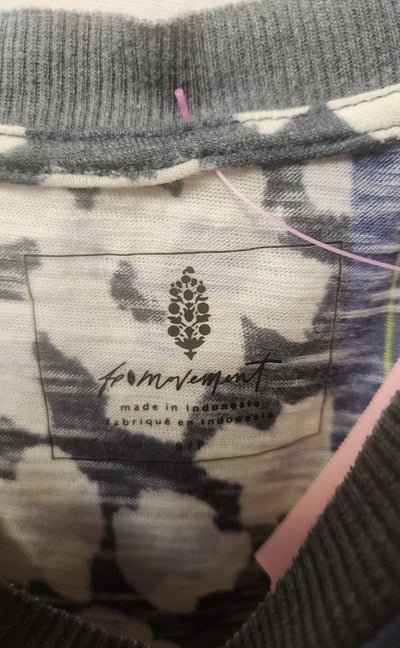 fp movement
made in Indonesia
fabriqué en Indonésie
S/P